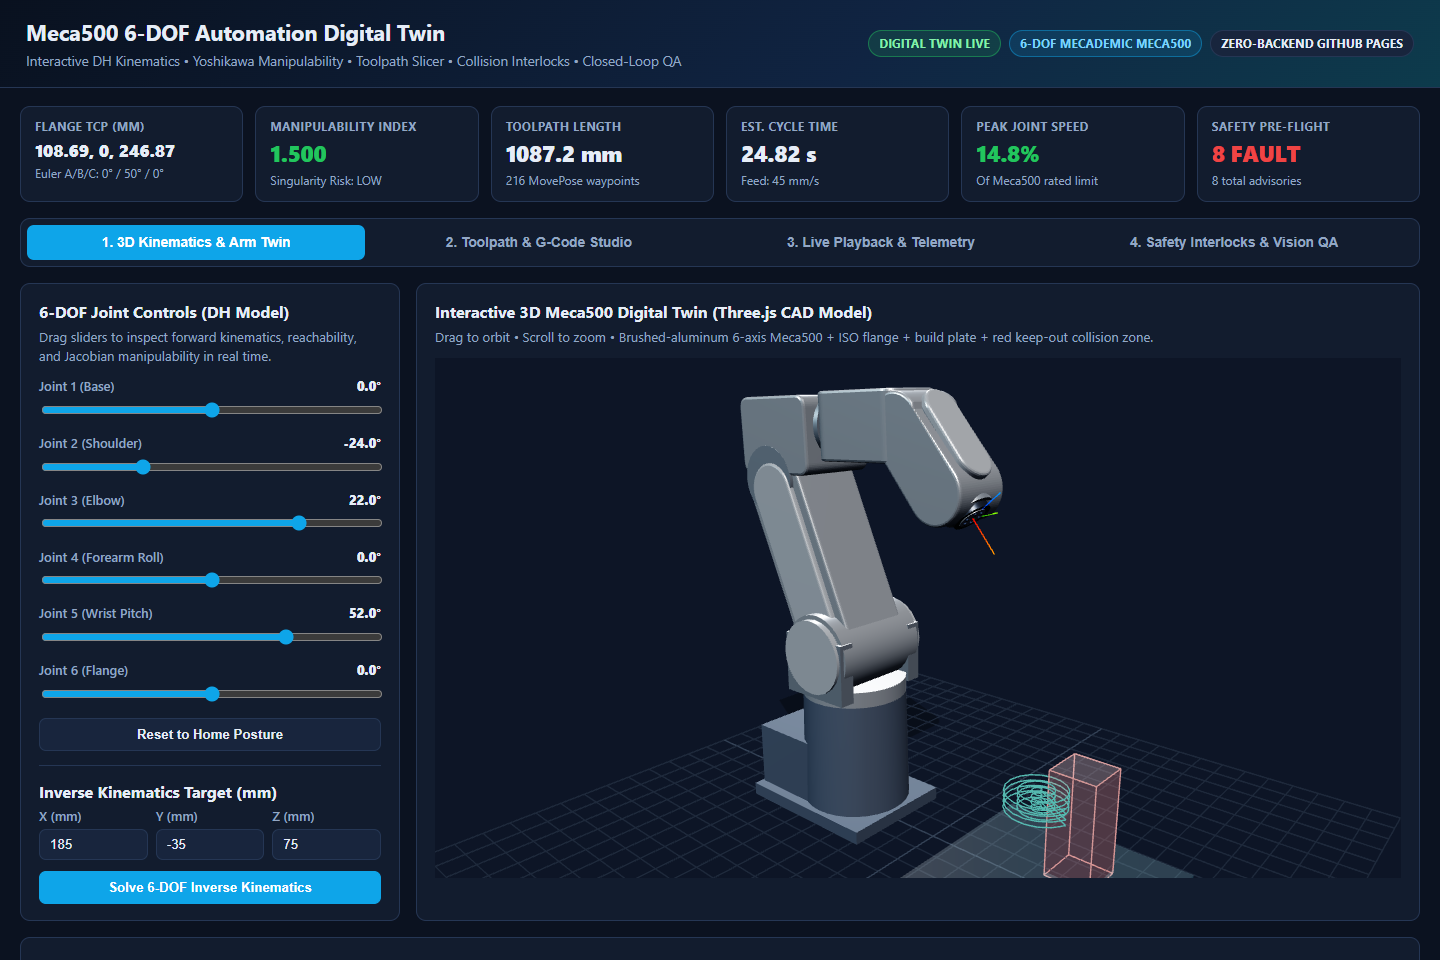 Meca500 6-DOF Automation Digital Twin
Interactive DH Kinematics • Yoshikawa Manipulability • Toolpath Slicer • Collision Interlocks • Closed-Loop QA
DIGITAL TWIN LIVE
6-DOF MECADEMIC MECA500
ZERO-BACKEND GITHUB PAGES
FLANGE TCP (MM)
108.69, 0, 246.87
Euler A/B/C: 0° / 50° / 0°
MANIPULABILITY INDEX
1.500
Singularity Risk: LOW
TOOLPATH LENGTH
1087.2 mm
216 MovePose waypoints
EST. CYCLE TIME
24.82 s
Feed: 45 mm/s
PEAK JOINT SPEED
14.8%
Of Meca500 rated limit
SAFETY PRE-FLIGHT
8 FAULT
8 total advisories
1. 3D Kinematics & Arm Twin
2. Toolpath & G-Code Studio
3. Live Playback & Telemetry
4. Safety Interlocks & Vision QA
6-DOF Joint Controls (DH Model)
Drag sliders to inspect forward kinematics, reachability,
and Jacobian manipulability in real time.
Joint 1 (Base)
0.0°
Joint 2 (Shoulder)
-24.0°
Joint 3 (Elbow)
22.0°
Joint 4 (Forearm Roll)
0.0°
Joint 5 (Wrist Pitch)
52.0°
Joint 6 (Flange)
0.0°
Reset to Home Posture
Inverse Kinematics Target (mm)
X (mm)
Y (mm)
Z (mm)
185
-35
75
Solve 6-DOF Inverse Kinematics
Interactive 3D Meca500 Digital Twin (Three.js CAD Model)
Drag to orbit • Scroll to zoom • Brushed-aluminum 6-axis Meca500 + ISO flange + build plate + red keep-out collision zone.